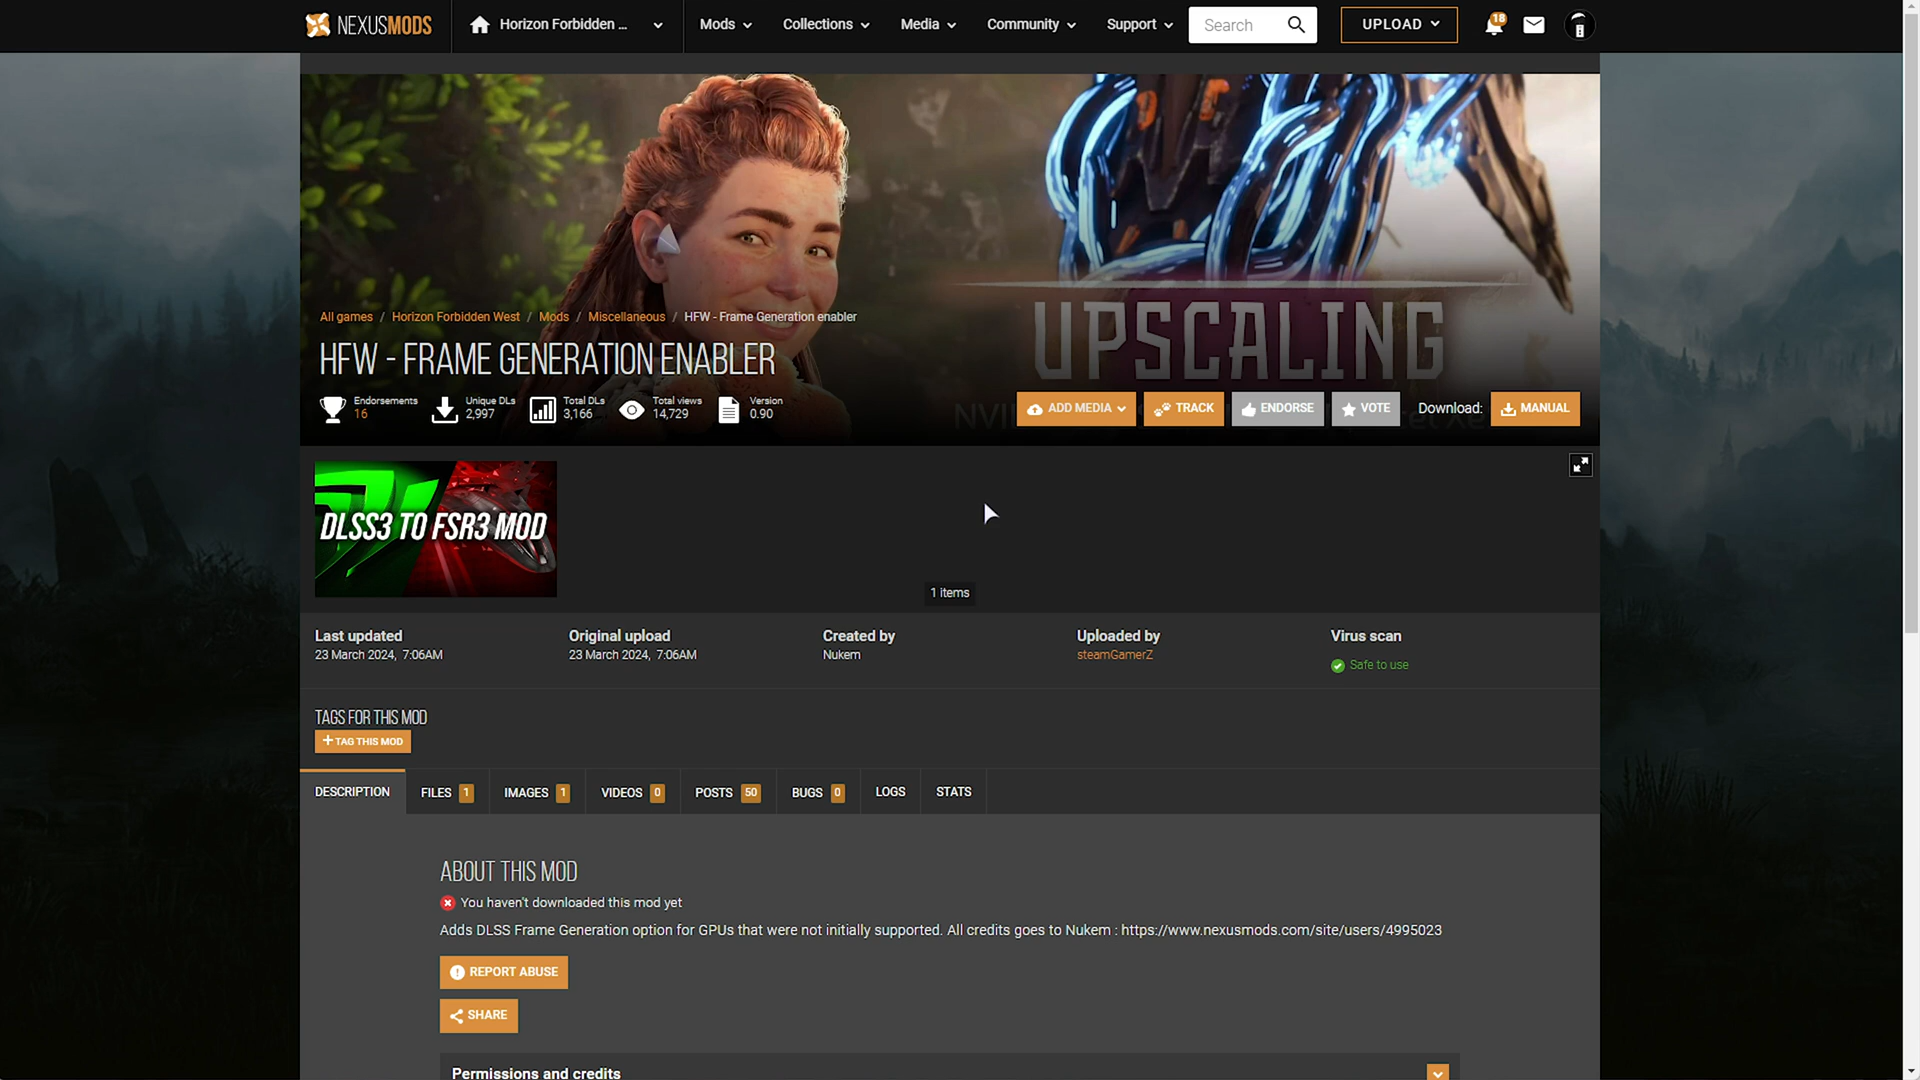 NEXUSMODS
Horizon Forbidden ...
Mods
Collections
Media
Community
Support
Search
UPLOAD
18
UPSCALING
All games / Horizon Forbidden West / Mods / Miscellaneous / HFW - Frame Generation enabler
HFW - FRAME GENERATION ENABLER
Endorsements
16
Unique DLs
2,997
Total DLs
3,166
Total views
14,729
Version
0.90
ADD MEDIA
TRACK
ENDORSE
VOTE
Download:
MANUAL
DLSS3 TO FSR3 MOD
1 items
Last updated
23 March 2024, 7:06AM
Original upload
23 March 2024, 7:06AM
Created by
Nukem
Uploaded by
steamGamerZ
Virus scan
Safe to use
TAGS FOR THIS MOD
+ TAG THIS MOD
DESCRIPTION
FILES 1
IMAGES 1
VIDEOS 0
POSTS 50
BUGS 0
LOGS
STATS
ABOUT THIS MOD
You haven't downloaded this mod yet
Adds DLSS Frame Generation option for GPUs that were not initially supported. All credits goes to Nukem : https://www.nexusmods.com/site/users/4995023
REPORT ABUSE
SHARE
Permissions and credits